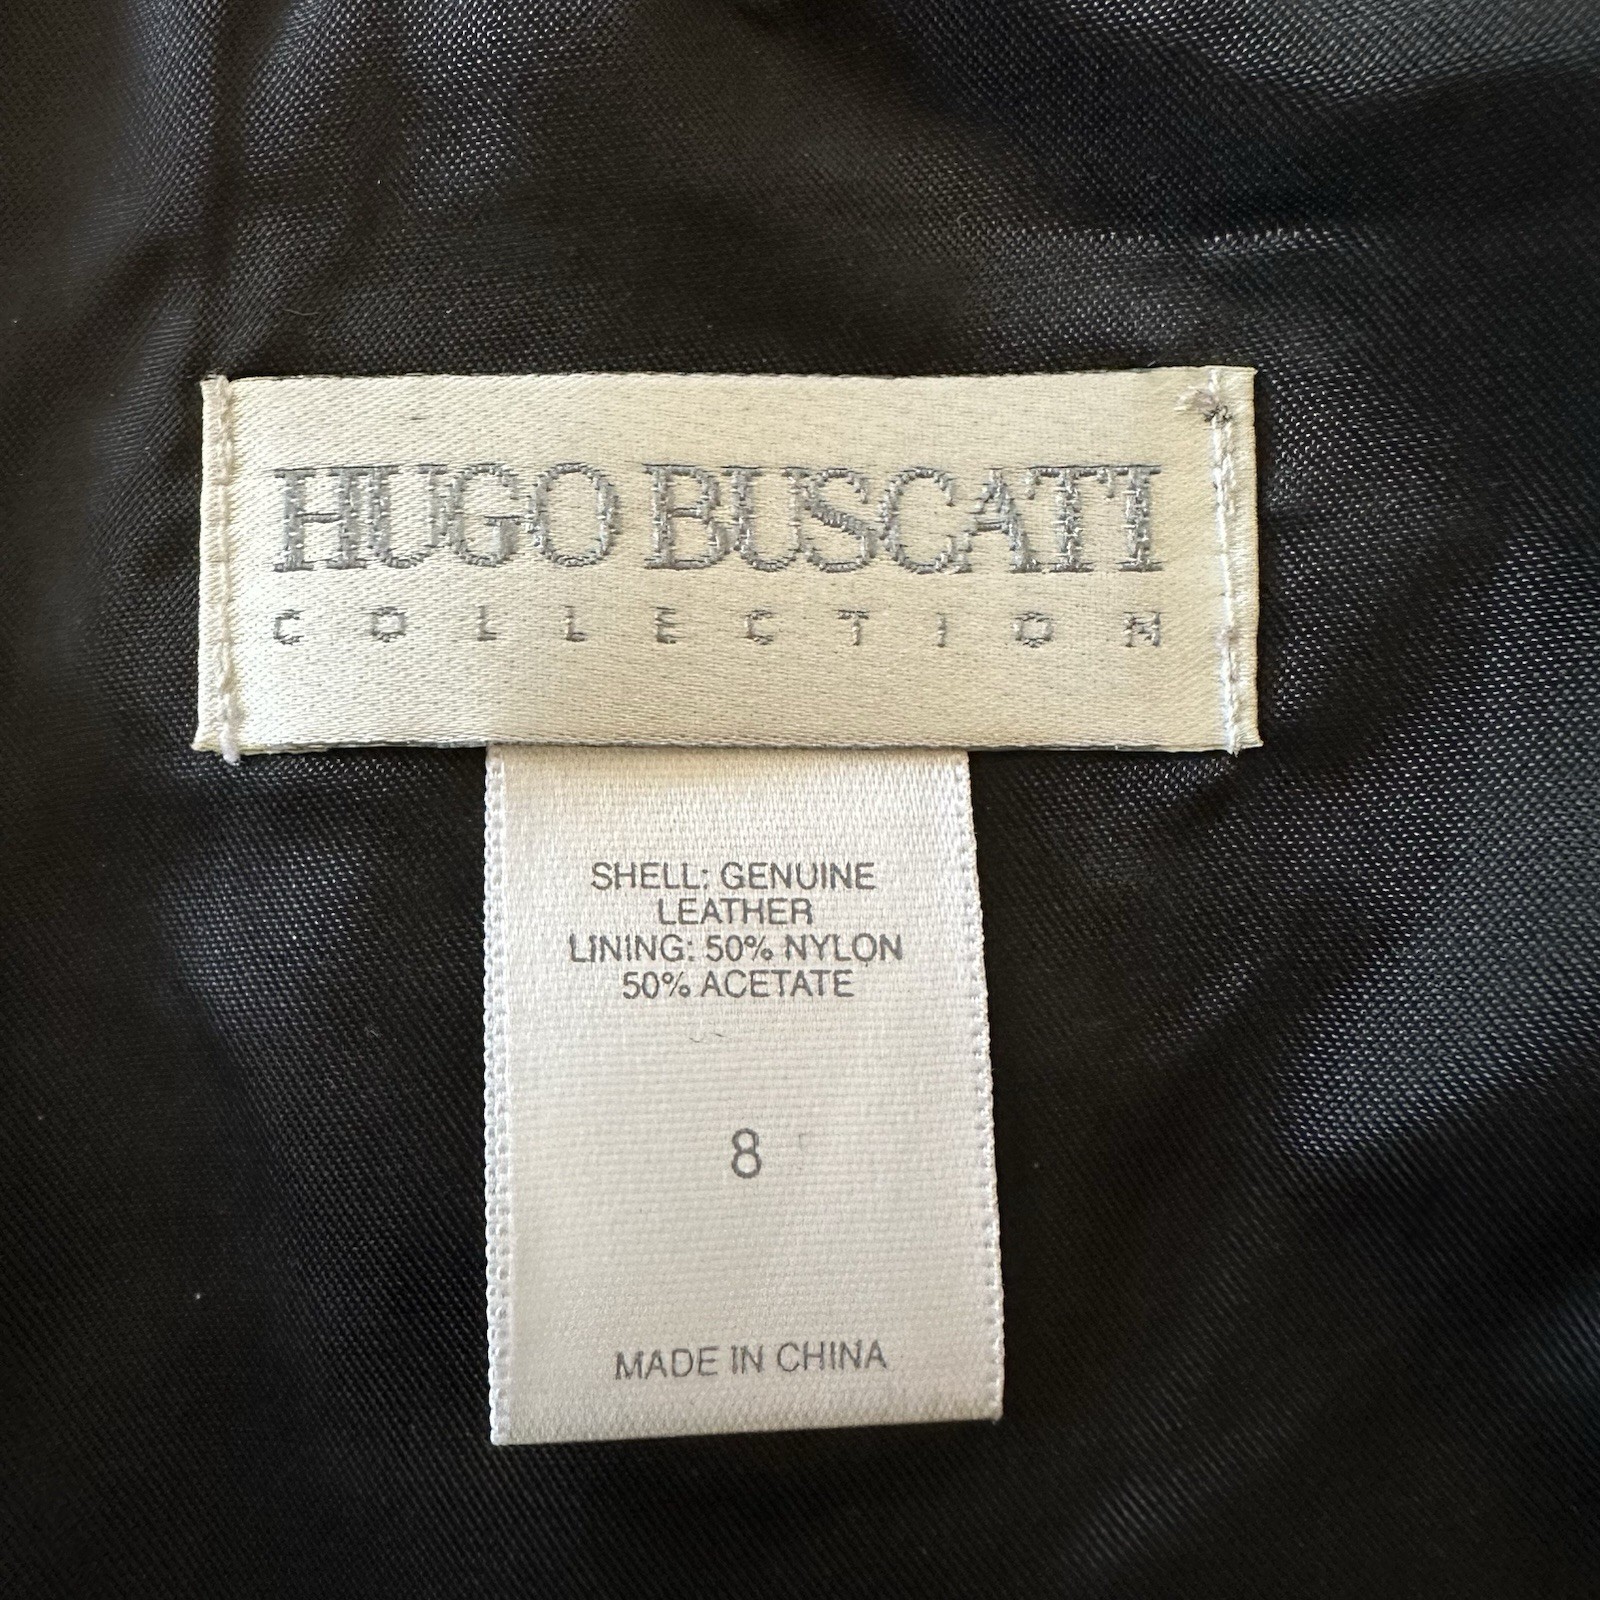 HUGO BUSCATI
COLLECTION
SHELL: GENUINE
LEATHER
LINING: 50% NYLON
50% ACETATE
8
MADE IN CHINA